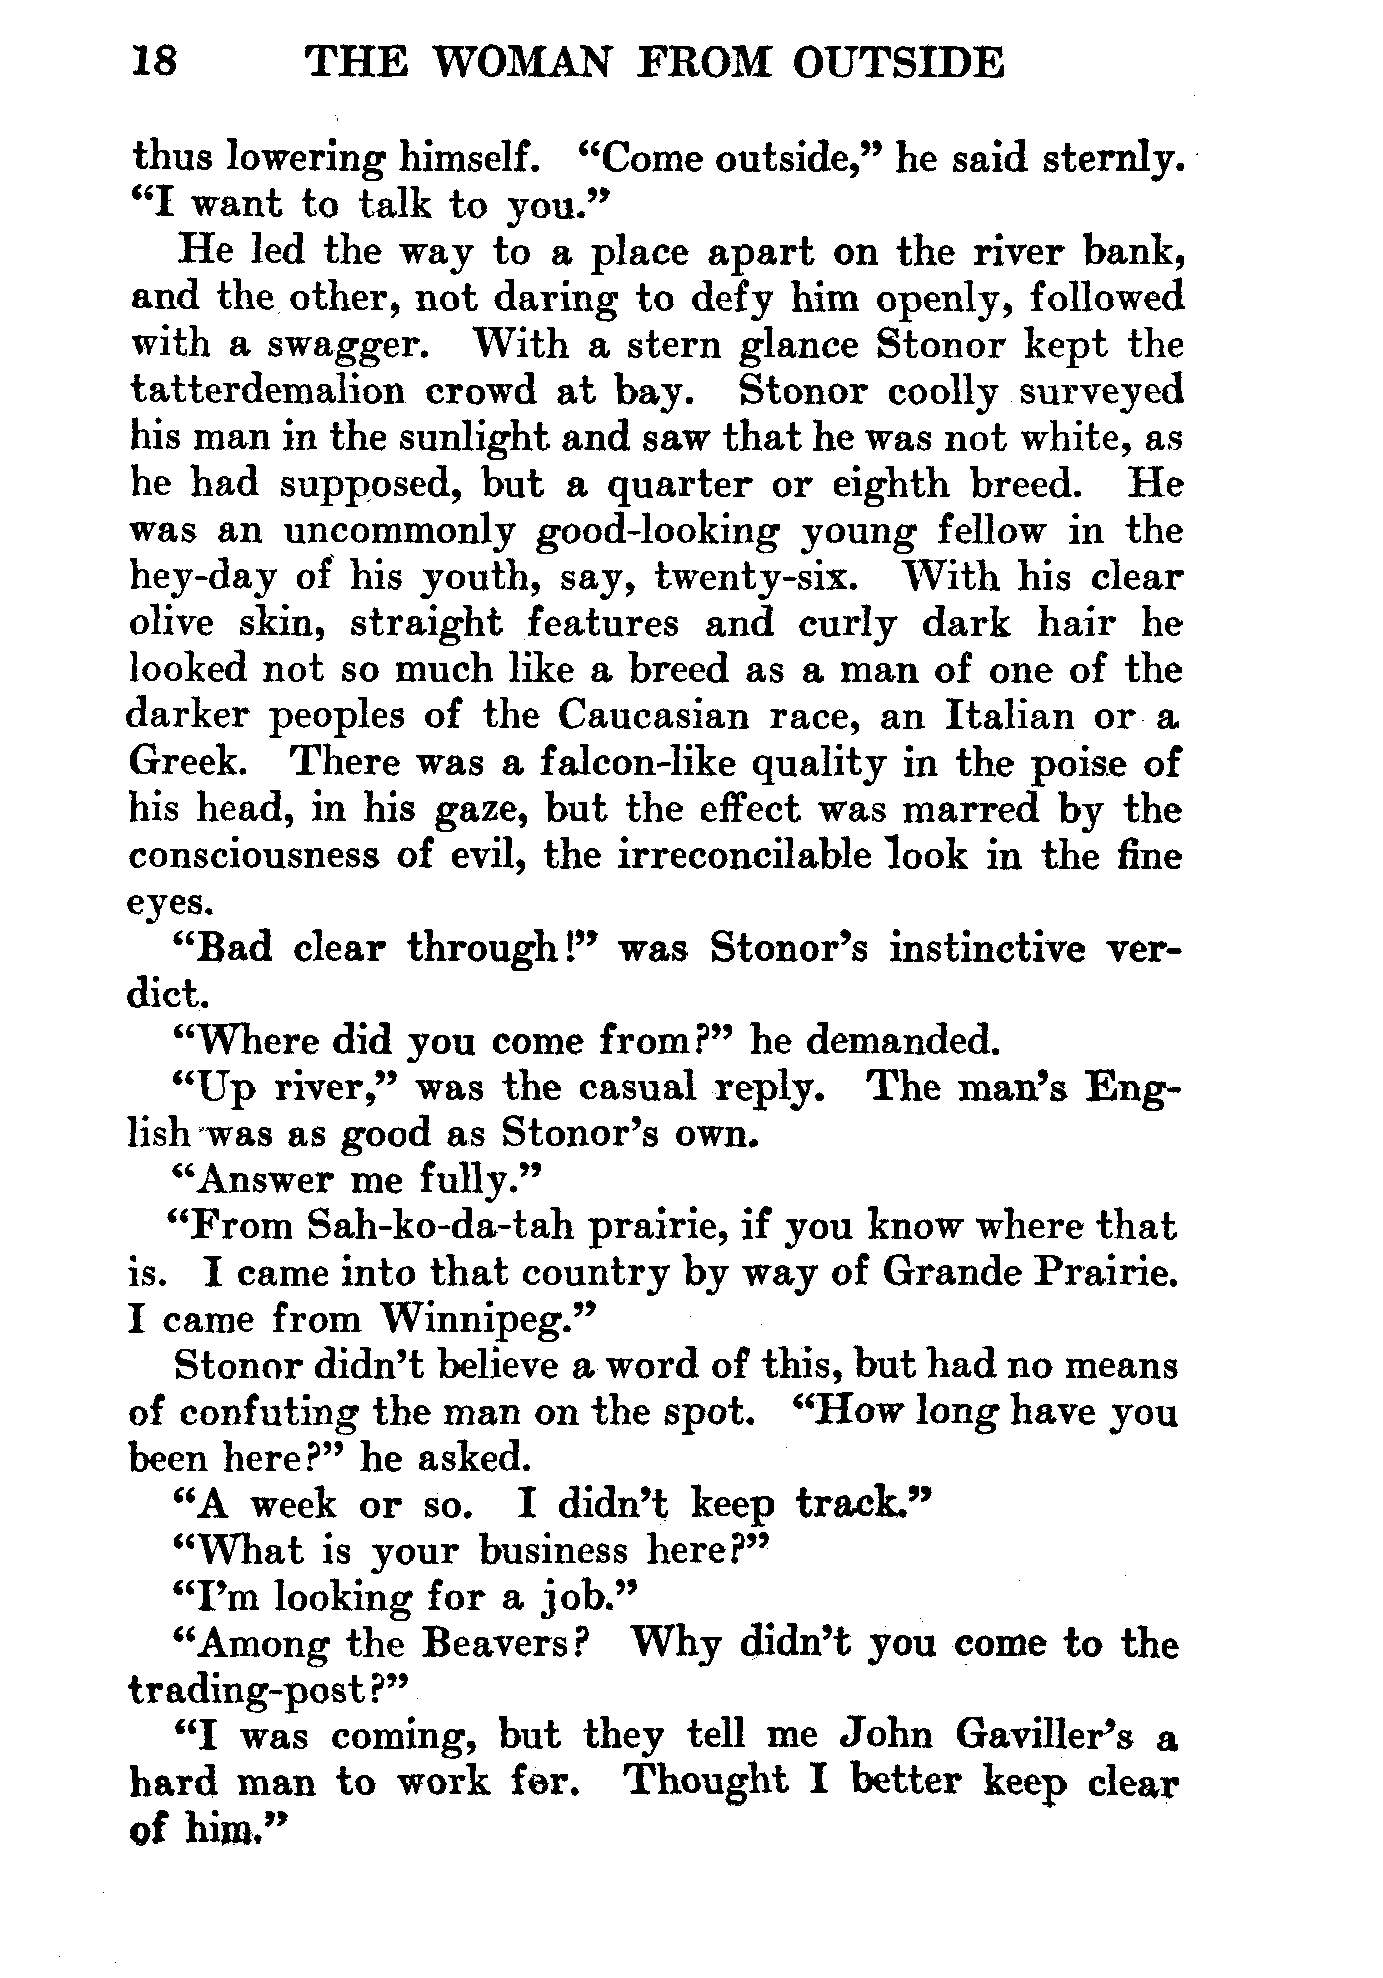 18 THE WOMAN FROM OUTSIDE
thus lowering himself. “Come outside,” he said sternly.
“I want to talk to you.”
He led the way to a place apart on the river bank,
and the other, not daring to defy him openly, followed
with a swagger. With a stern glance Stonor kept the
tatterdemalion crowd at bay. Stonor coolly surveyed
his man in the sunlight and saw that he was not white, as
he had supposed, but a quarter or eighth breed. He
was an uncommonly good-looking young fellow in the
hey-day of his youth, say, twenty-six. With his clear
olive skin, straight features and curly dark hair he
looked not so much like a breed as a man of one of the
darker peoples of the Caucasian race, an Italian or a
Greek. There was a falcon-like quality in the poise of
his head, in his gaze, but the effect was marred by the
consciousness of evil, the irreconcilable look in the fine
eyes.
“Bad clear through!” was Stonor’s instinctive ver-
dict.
“Where did you come from?” he demanded.
“Up river,” was the casual reply. The man’s Eng-
lish was as good as Stonor’s own.
“Answer me fully.”
“From Sah-ko-da-tah prairie, if you know where that
is. I came into that country by way of Grande Prairie.
I came from Winnipeg.”
Stonor didn’t believe a word of this, but had no means
of confuting the man on the spot. “How long have you
been here?” he asked.
“A week or so. I didn’t keep track.”
“What is your business here?”
“I’m looking for a job.”
“Among the Beavers? Why didn’t you come to the
trading-post?”
“I was coming, but they tell me John Gaviller’s a
hard man to work for. Thought I better keep clear
of him.”